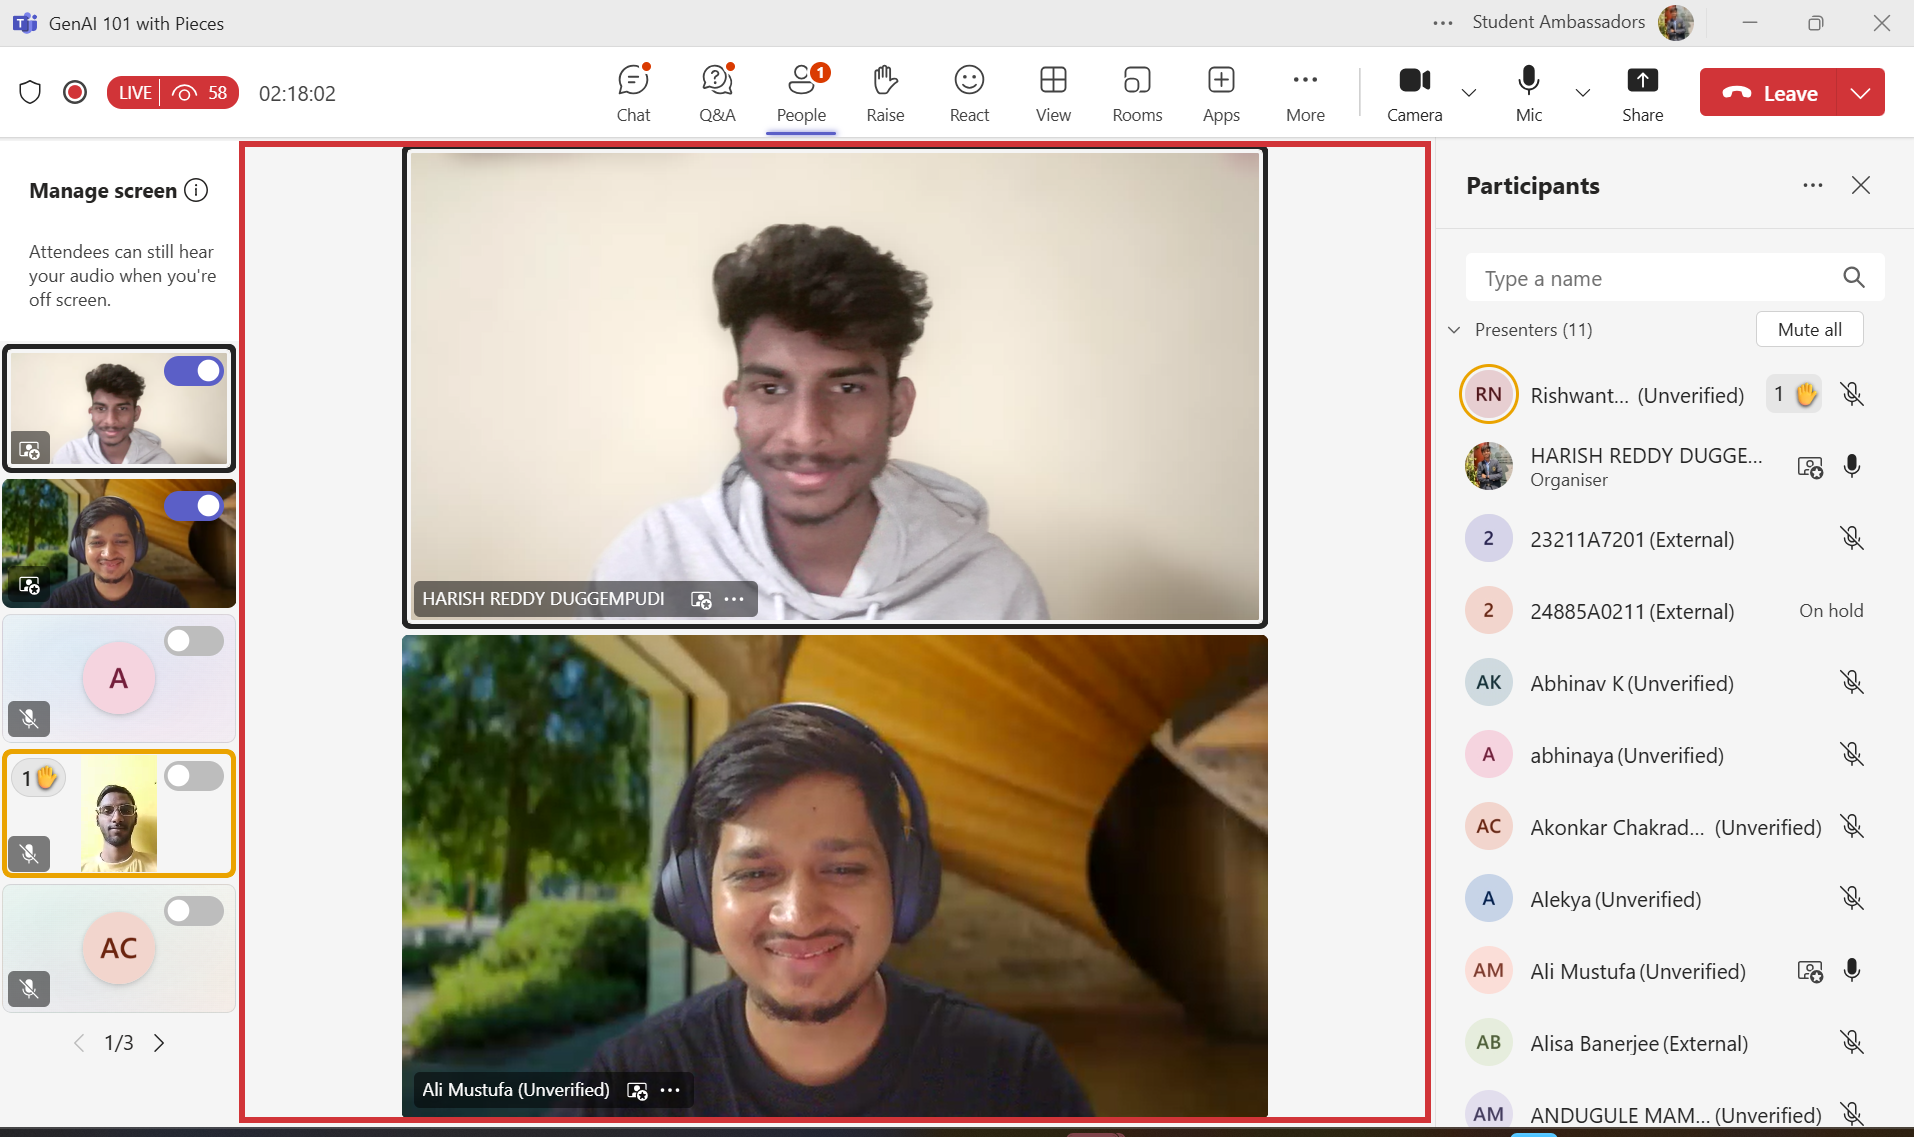 GenAI 101 with Pieces
Student Ambassadors
LIVE 58
02:18:02
Chat
Q&A
People
1
Raise
React
View
Rooms
Apps
More
Camera
Mic
Share
Leave
Manage screen
Attendees can still hear
your audio when you're
off screen.
A
1
AC
1/3
HARISH REDDY DUGGEMPUDI
Ali Mustufa (Unverified)
Participants
Type a name
Presenters (11)
Mute all
RN
Rishwant... (Unverified)
1
HARISH REDDY DUGGE...
Organiser
2
23211A7201 (External)
2
24885A0211 (External)
On hold
AK
Abhinav K (Unverified)
A
abhinaya (Unverified)
AC
Akonkar Chakrad... (Unverified)
A
Alekya (Unverified)
AM
Ali Mustufa (Unverified)
AB
Alisa Banerjee (External)
AM
ANDUGULE MAM... (Unverified)